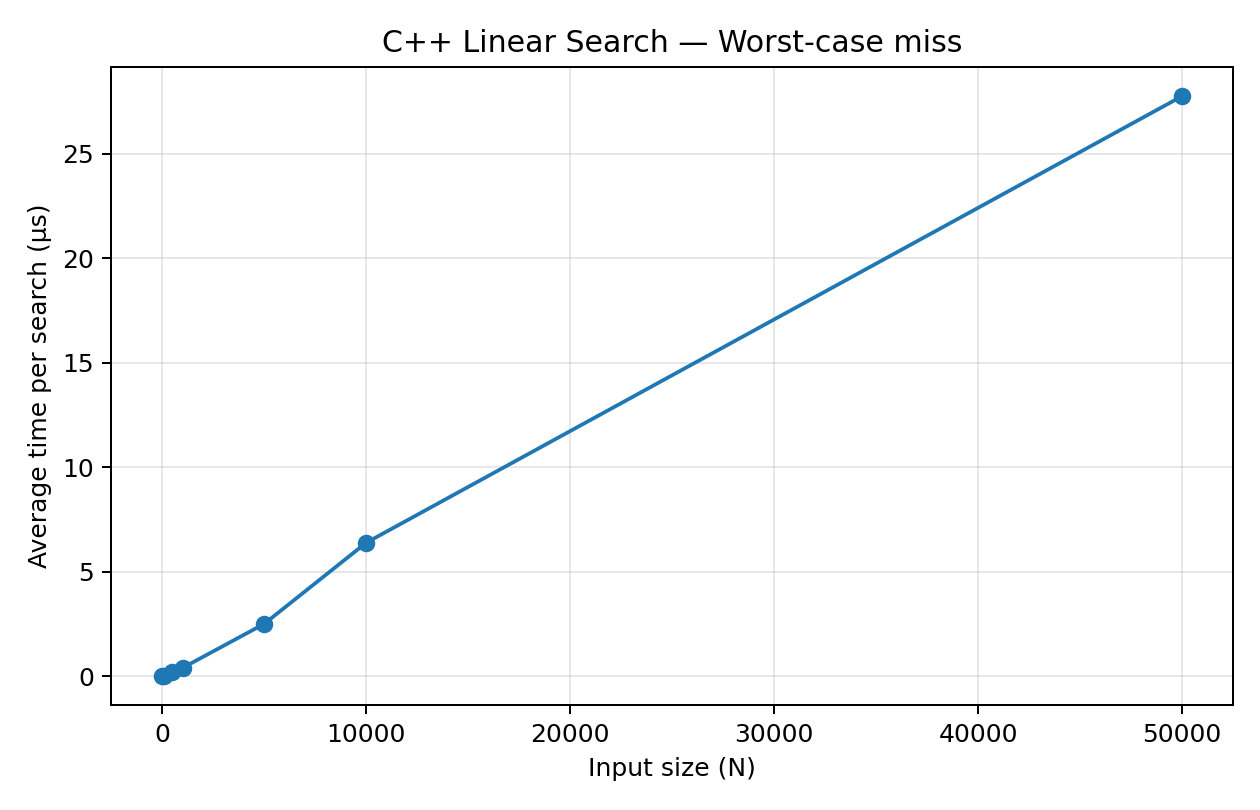 C++ Linear Search — Worst-case miss
25
20
15
10
5
0
Average time per search (µs)
0 10000 20000 30000 40000 50000
Input size (N)